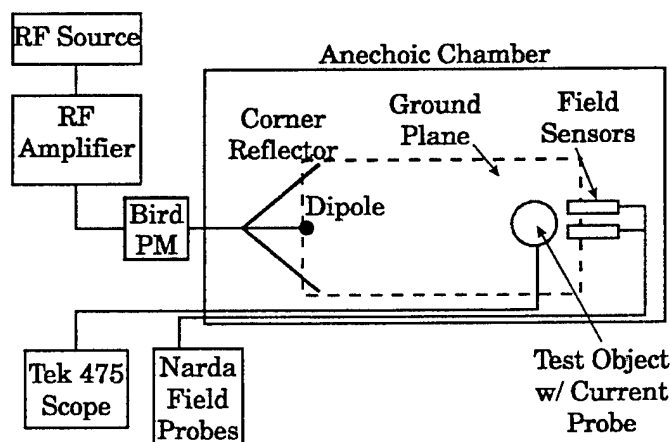 RF Source
Anechoic Chamber
RF
Amplifier
Corner
Reflector
Ground
Plane
Field
Sensors
Bird
PM
Dipole
Tek 475
Scope
Narda
Field
Probes
Test Object
w/ Current
Probe